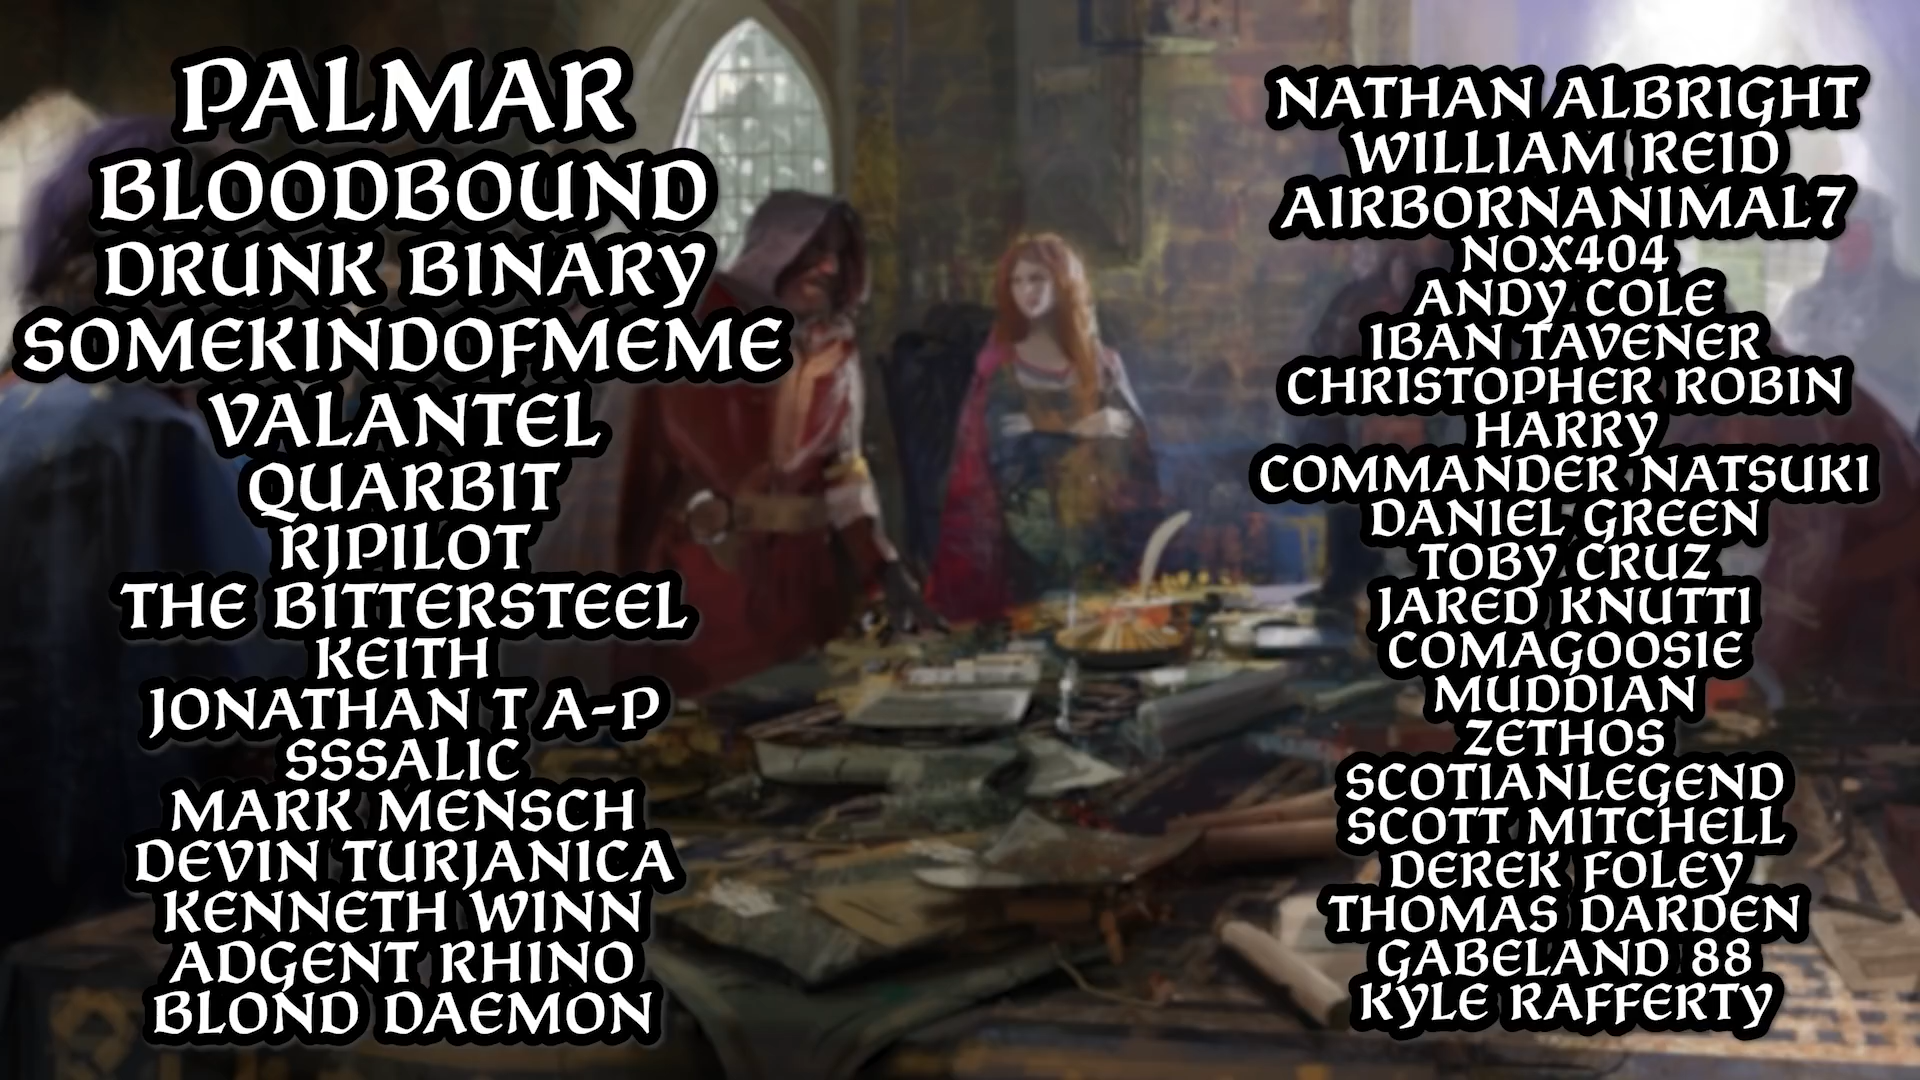 PALMAR
BLOODBOUND
DRUNK BINARY
SOMEKINDOFMEME
VALANTEL
QUARBIT
RJPILOT
THE BITTERSTEEL
KEITH
JONATHAN T A-P
SSSALIC
MARK MENSCH
DEVIN TURJANICA
KENNETH WINN
ADGENT RHINO
BLOND DAEMON
NATHAN ALBRIGHT
WILLIAM REID
AIRBORNANIMAL7
NOX404
ANDY COLE
IBAN TAVENER
CHRISTOPHER ROBIN
HARRY
COMMANDER NATSUKI
DANIEL GREEN
TOBY CRUZ
JARED KNUTTI
COMAGOOSIE
MUDDIAN
ZETHOS
SCOTIANLEGEND
SCOTT MITCHELL
DEREK FOLEY
THOMAS DARDEN
GABELAND 88
KYLE RAFFERTY